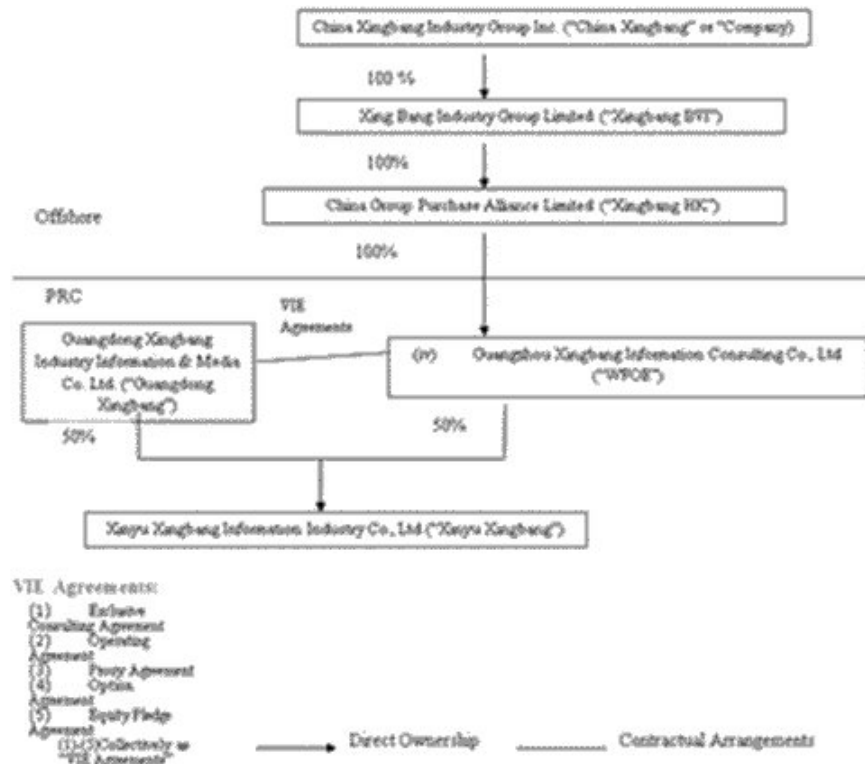 China Xingbang Industry Group Inc. ("China Xingbang" or "Company)
100 %
Xing Bang Industry Group Limited ("Xingbang BVI")
100%
China Group Purchase Alliance Limited ("Xingbang HK")
Offshore
100%
PRC
VIE
Agreements
Guangdong Xingbang
Industry Information & Media
Co. Ltd. ("Guangdong
Xingbang")
(iv) Guangzhou Xingbang Information Consulting Co., Ltd
("WFOE")
50%
50%
Xinyu Xingbang Information Industry Co., Ltd ("Xinyu Xingbang")
VIE Agreements:
(1) Exclusive
Consulting Agreement
(2) Operating
Agreement
(3) Proxy Agreement
(4) Option
Agreement
(5) Equity Pledge
Agreement
(1)-(5)Collectively as
"VIE Agreements"
Direct Ownership
Contractual Arrangements